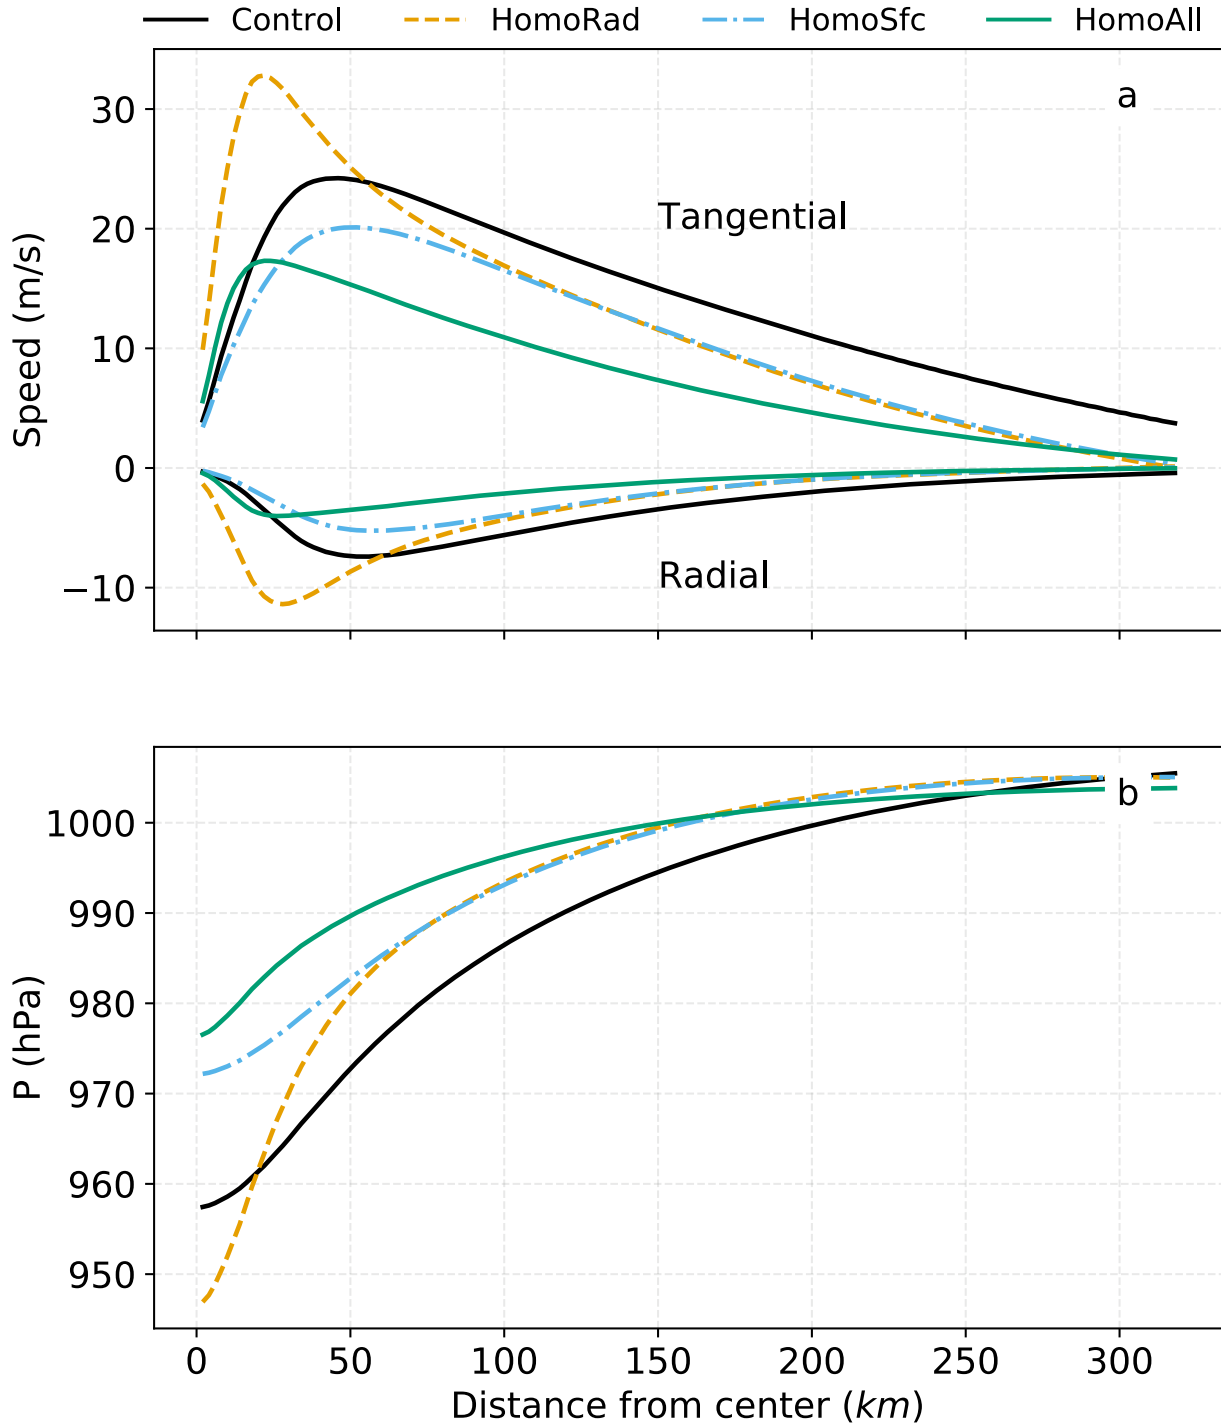 Control HomoRad HomoSfc HomoAll
a
30
20
10
0
−10
Speed (m/s)
Tangential
Radial
b
1000
990
980
970
960
950
P (hPa)
0 50 100 150 200 250 300
Distance from center (km)